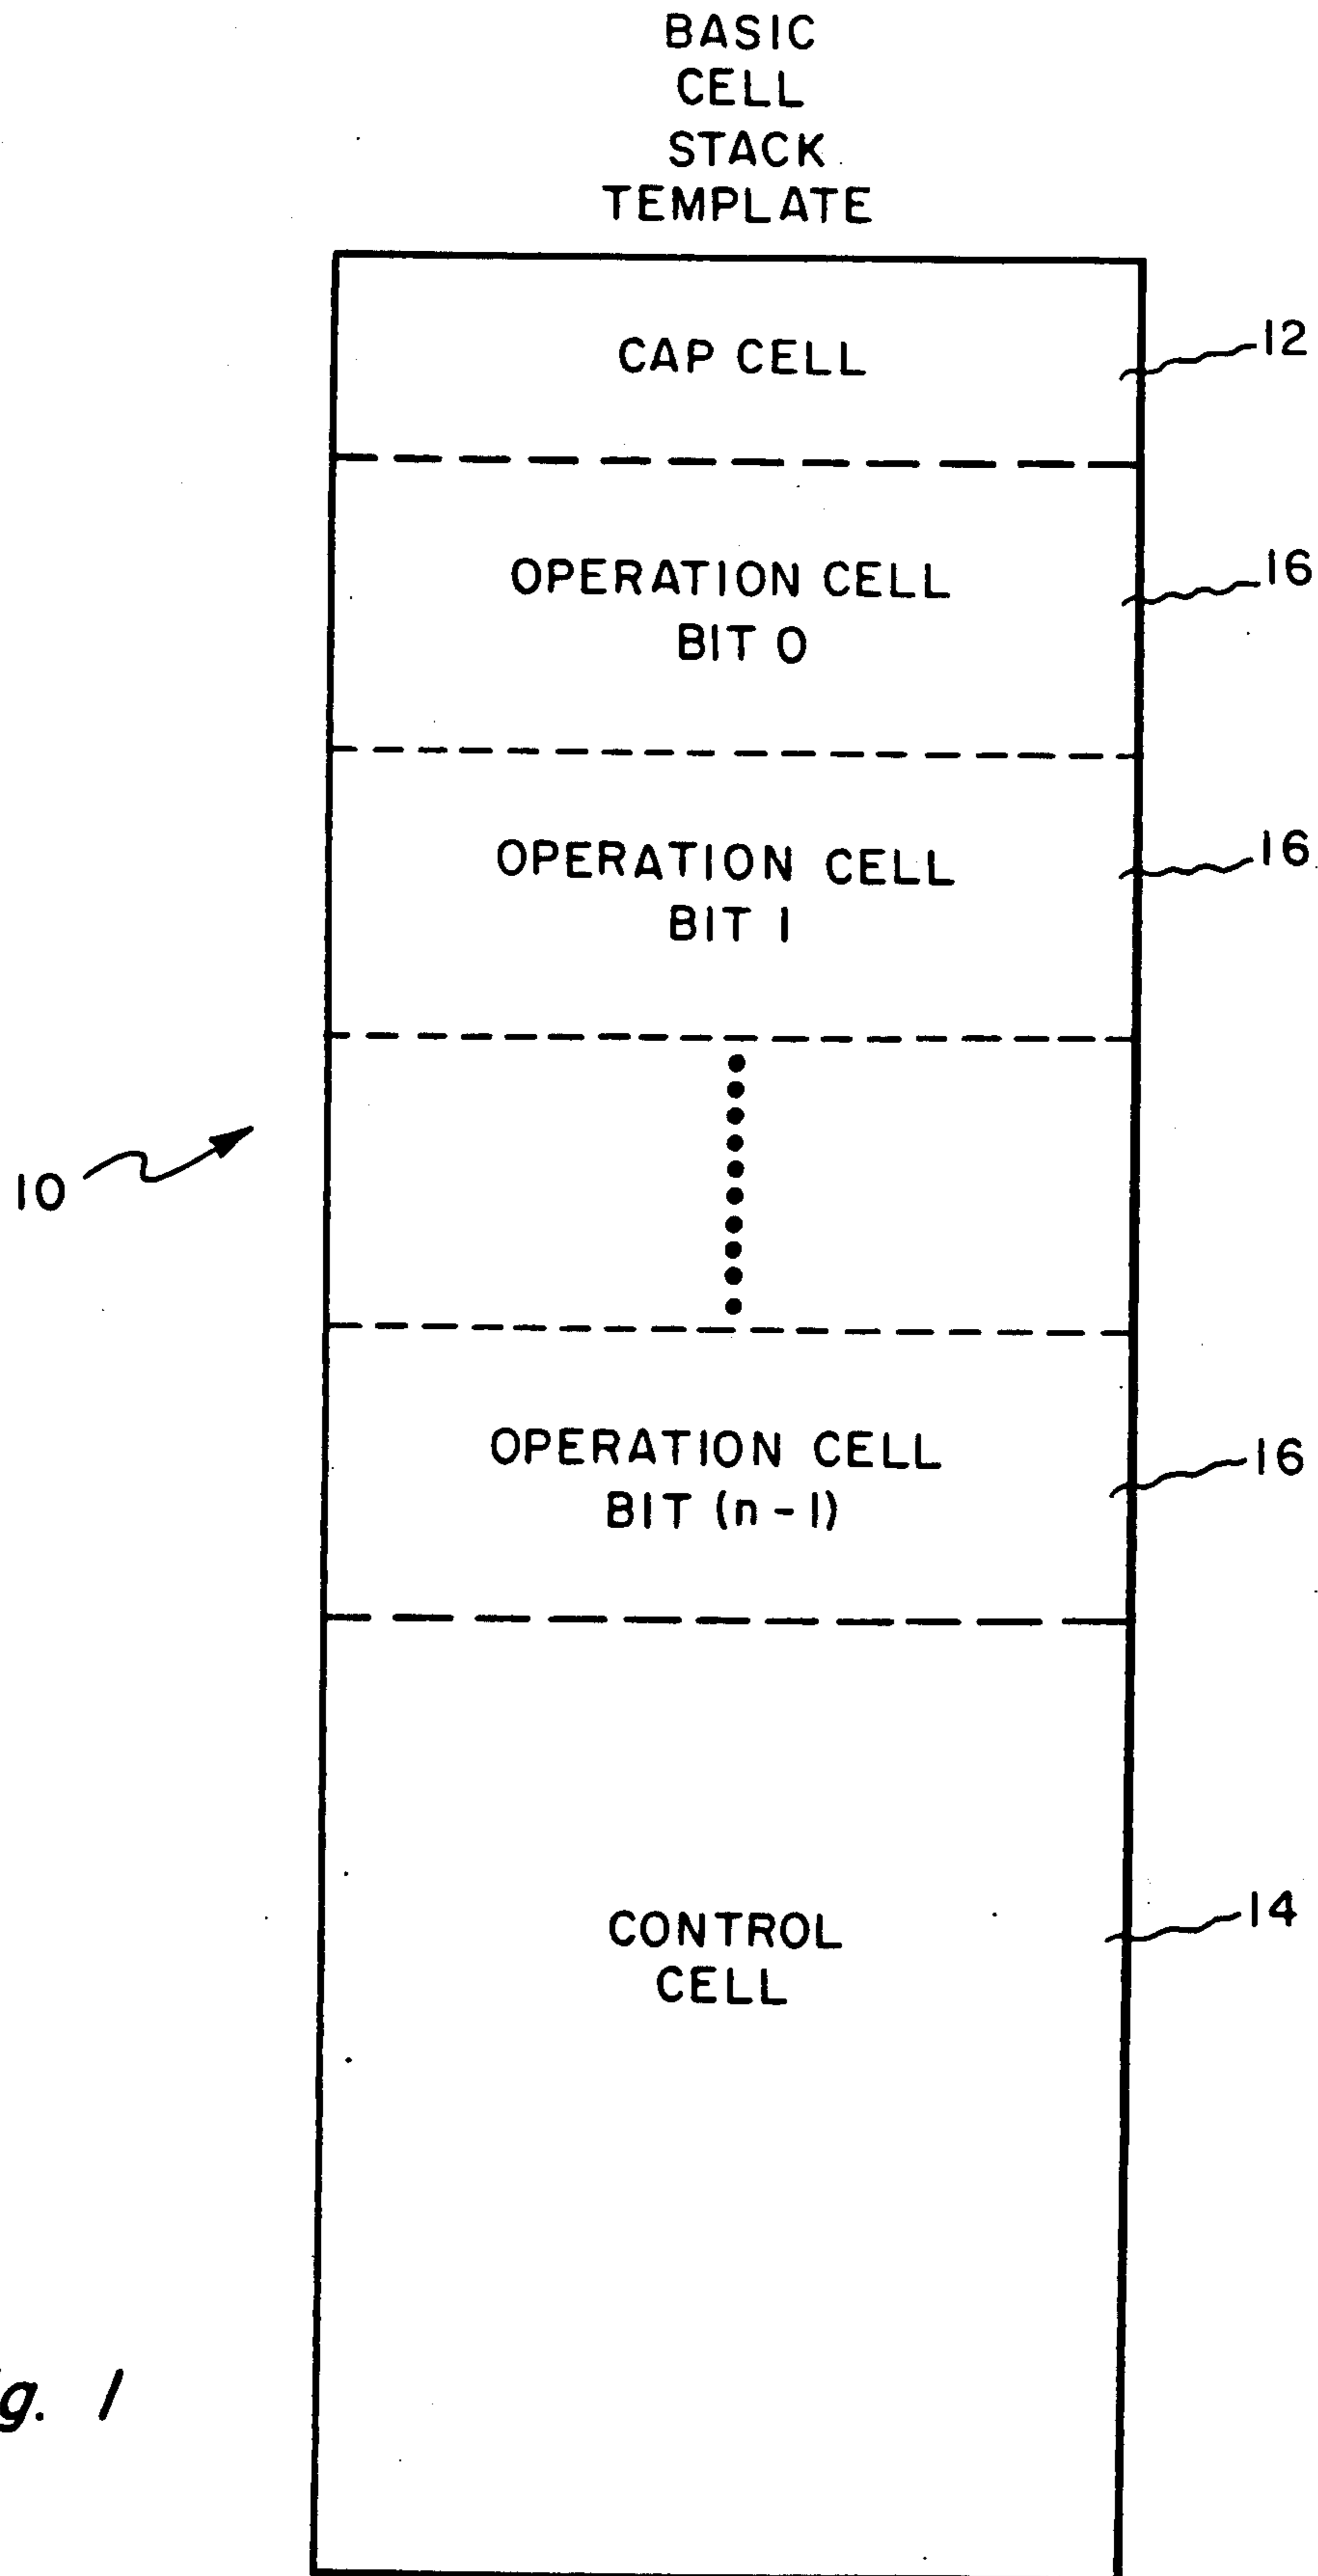 BASIC
CELL
STACK
TEMPLATE
CAP CELL
12
OPERATION CELL
BIT 0
16
OPERATION CELL
BIT 1
16
10
OPERATION CELL
BIT (n-1)
16
CONTROL
CELL
14
g. 1